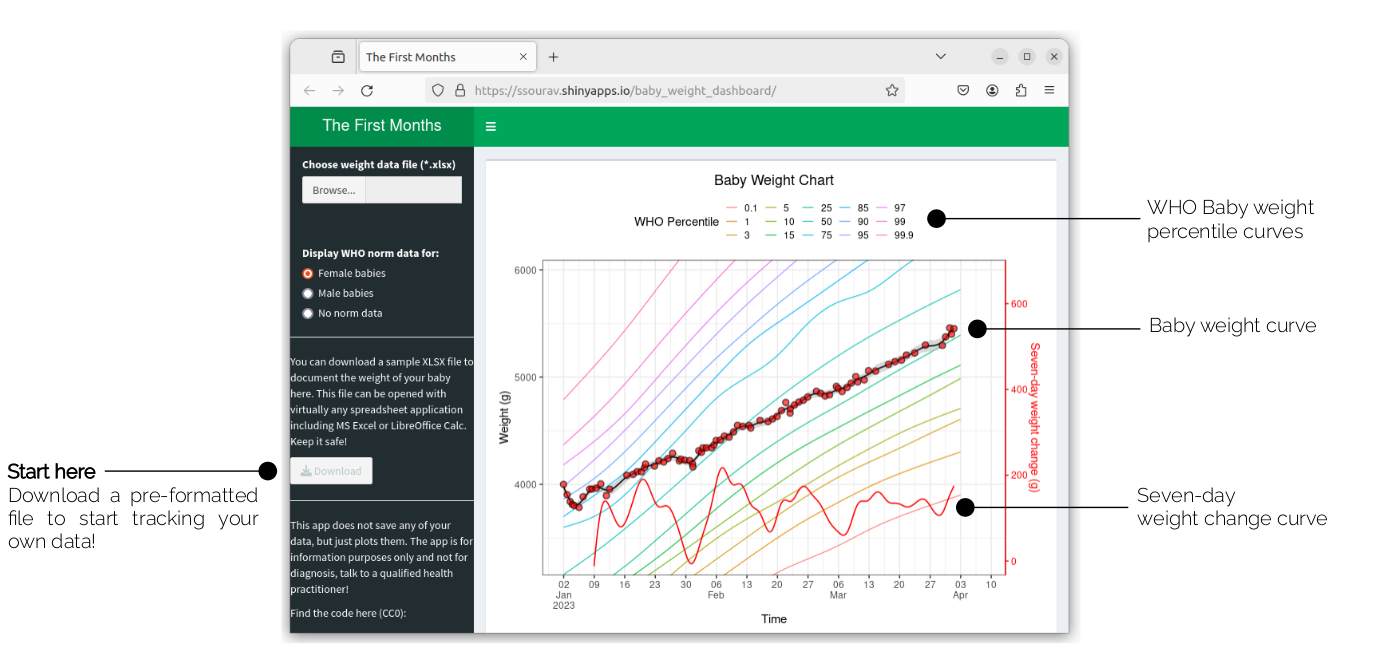 The First Months
https://ssourav.shinyapps.io/baby_weight_dashboard/
The First Months
Choose weight data file (*.xlsx)
Browse...
Display WHO norm data for:
Female babies
Male babies
No norm data
You can download a sample XLSX file to
document the weight of your baby
here. This file can be opened with
virtually any spreadsheet application
including MS Excel or LibreOffice Calc.
Keep it safe!
Download
This app does not save any of your
data, but just plots them. The app is for
information purposes only and not for
diagnosis, talk to a qualified health
practitioner!
Find the code here (CC0):
Start here
Download a pre-formatted
file to start tracking your
own data!
Baby Weight Chart
WHO Percentile
0.1 5 25 85 97
1 10 50 90 99
3 15 75 95 99.9
6000
5000
4000
Weight (g)
600
400
200
0
Seven-day weight change (g)
02 09 16 23 30 06 13 20 27 06 13 20 27 03 10
Jan Feb Mar Apr
2023
Time
WHO Baby weight
percentile curves
Baby weight curve
Seven-day
weight change curve